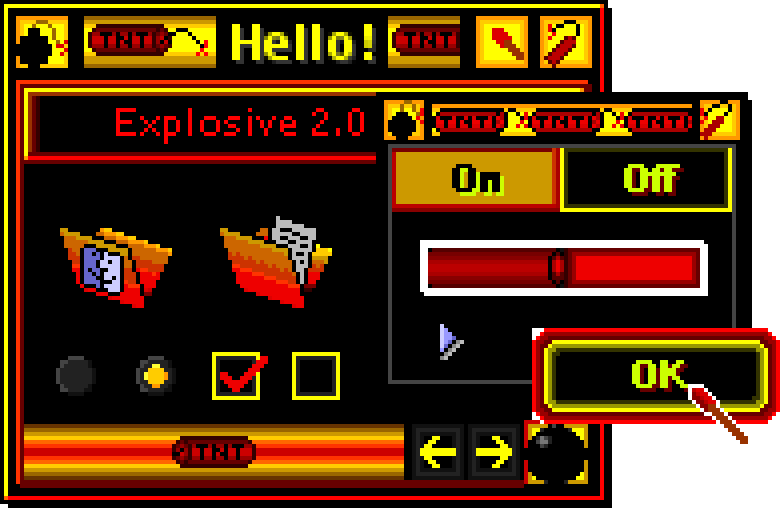 TNT Hello! TNT
Explosive 2.0
TNT TNT TNT
On Off
OK
TNT